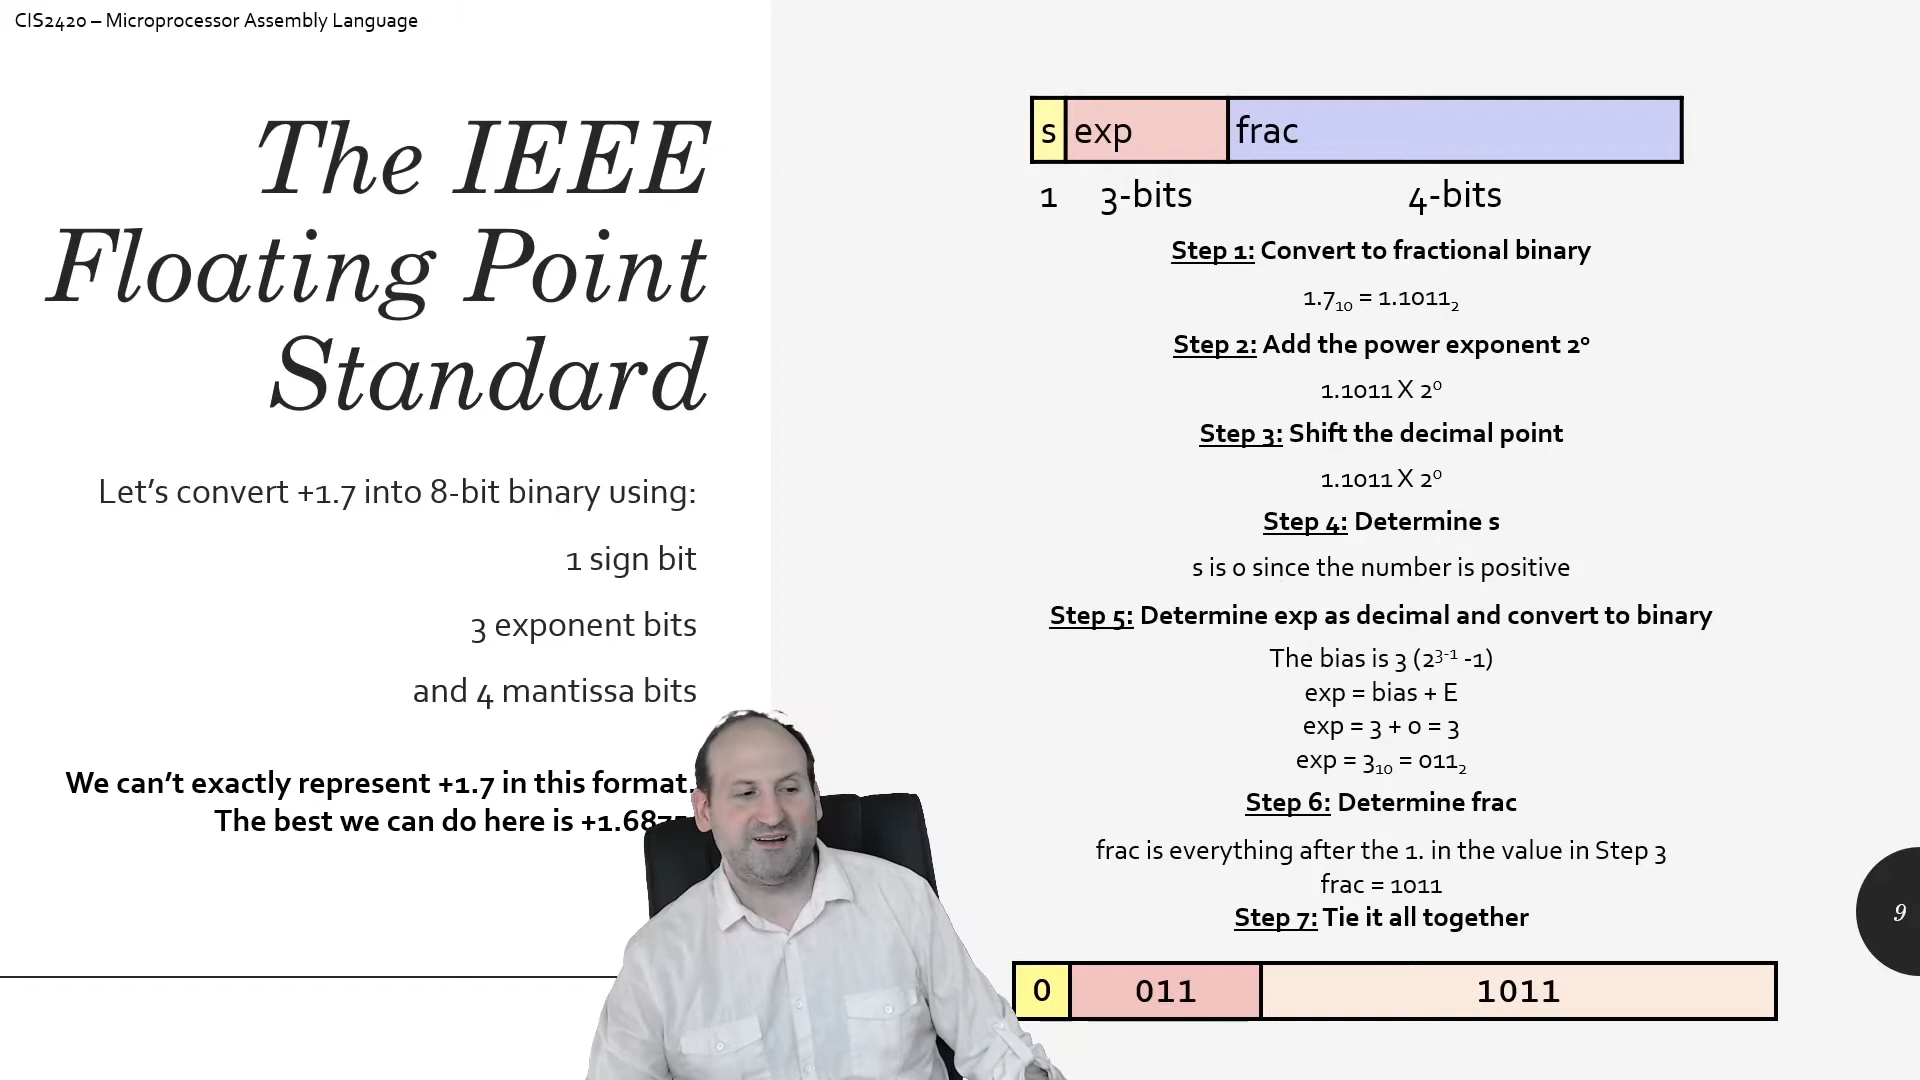 CIS2420 – Microprocessor Assembly Language
The IEEE
Floating Point
Standard
Let's convert +1.7 into 8-bit binary using:
1 sign bit
3 exponent bits
and 4 mantissa bits
We can't exactly represent +1.7 in this format.
The best we can do here is
s exp frac
1 3-bits 4-bits
Step 1: Convert to fractional binary
1.7₁₀ = 1.1011₂
Step 2: Add the power exponent 2⁰
1.1011 X 2⁰
Step 3: Shift the decimal point
1.1011 X 2⁰
Step 4: Determine s
s is 0 since the number is positive
Step 5: Determine exp as decimal and convert to binary
The bias is 3 (2³⁻¹ -1)
exp = bias + E
exp = 3 + 0 = 3
exp = 3₁₀ = 011₂
Step 6: Determine frac
frac is everything after the 1. in the value in Step 3
frac = 1011
Step 7: Tie it all together
0 011 1011
9